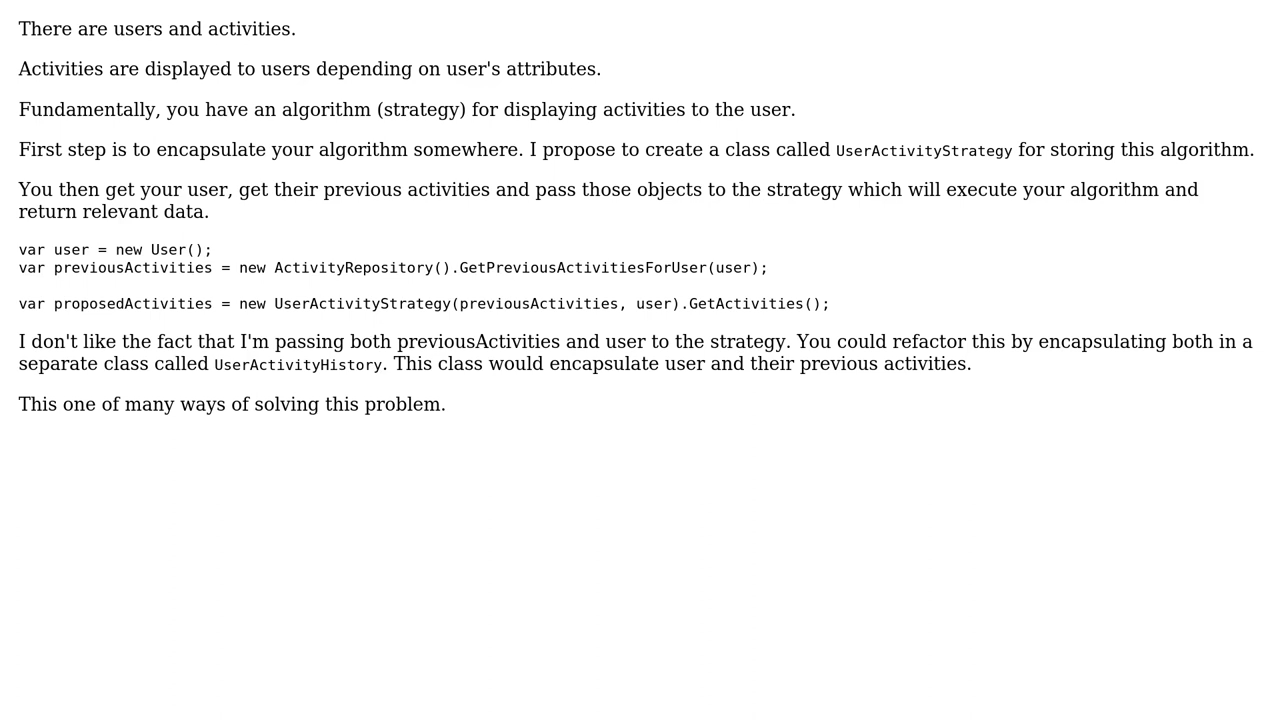 There are users and activities.
Activities are displayed to users depending on user's attributes.
Fundamentally, you have an algorithm (strategy) for displaying activities to the user.
First step is to encapsulate your algorithm somewhere. I propose to create a class called UserActivityStrategy for storing this algorithm.
You then get your user, get their previous activities and pass those objects to the strategy which will execute your algorithm and
return relevant data.
var user = new User();
var previousActivities = new ActivityRepository().GetPreviousActivitiesForUser(user);
var proposedActivities = new UserActivityStrategy(previousActivities, user).GetActivities();
I don't like the fact that I'm passing both previousActivities and user to the strategy. You could refactor this by encapsulating both in a
separate class called UserActivityHistory. This class would encapsulate user and their previous activities.
This one of many ways of solving this problem.